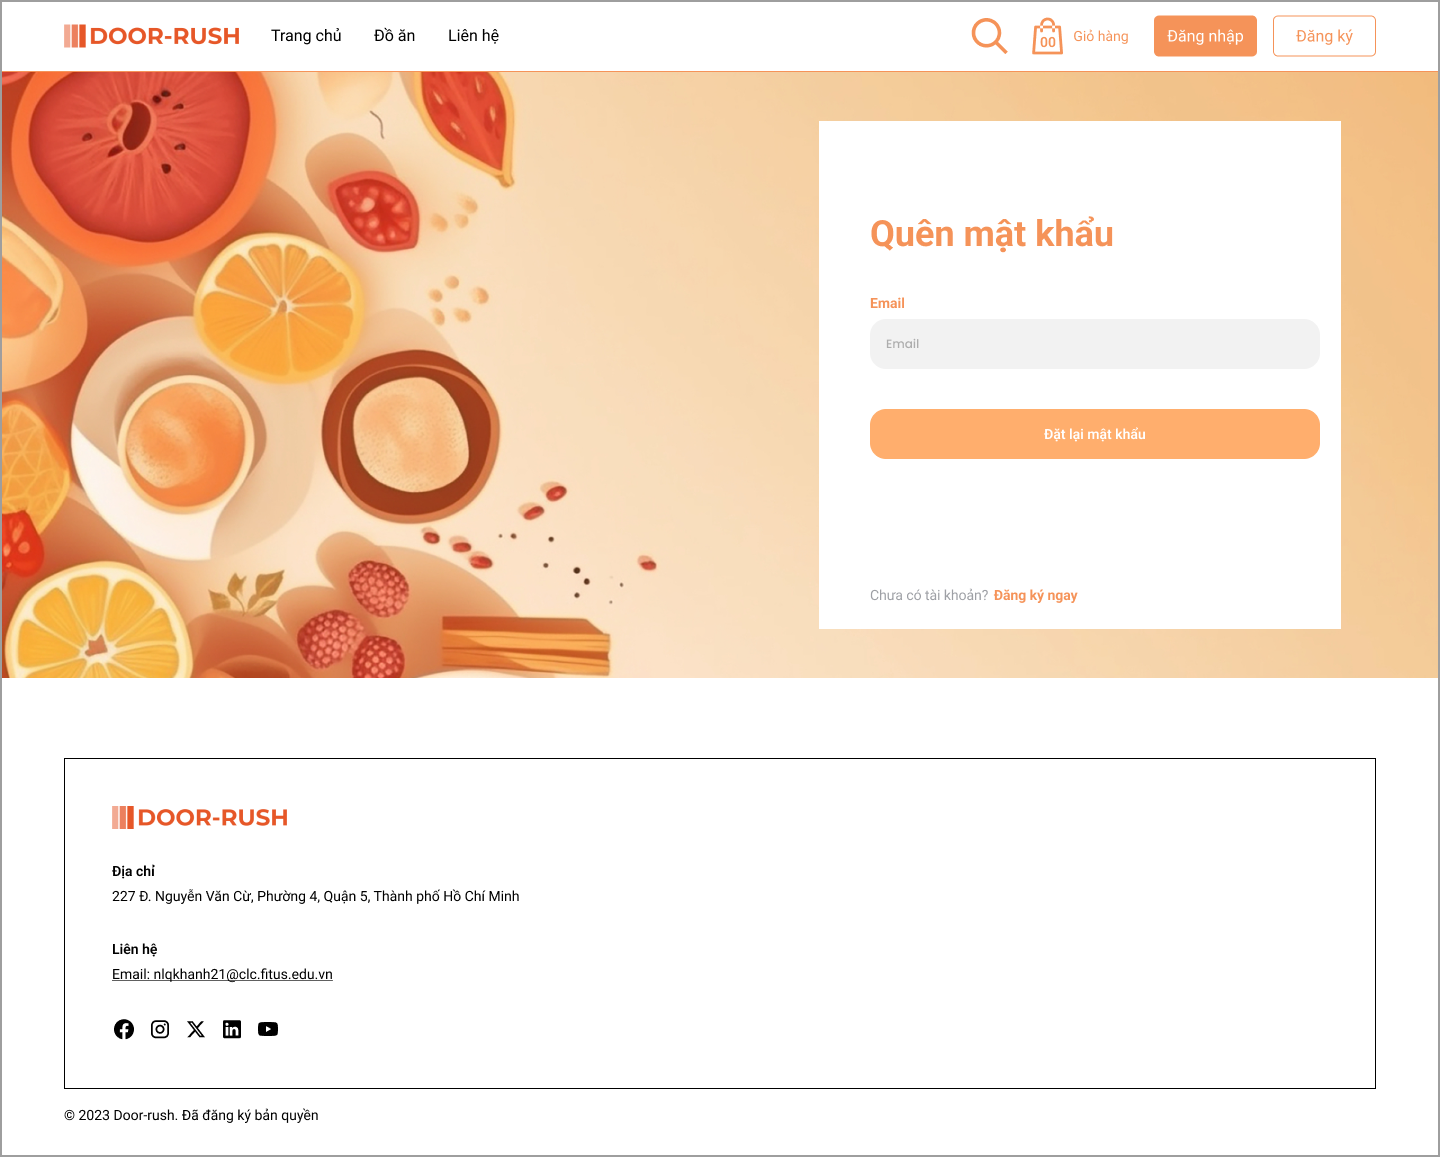 DOOR-RUSH
Trang chủ
Đồ ăn
Liên hệ
00
Giỏ hàng
Đăng nhập
Đăng ký
Quên mật khẩu
Email
Email
Đặt lại mật khẩu
Chưa có tài khoản? Đăng ký ngay
DOOR-RUSH
Địa chỉ
227 Đ. Nguyễn Văn Cừ, Phường 4, Quận 5, Thành phố Hồ Chí Minh
Liên hệ
Email: nlqkhanh21@clc.fitus.edu.vn
© 2023 Door-rush. Đã đăng ký bản quyền